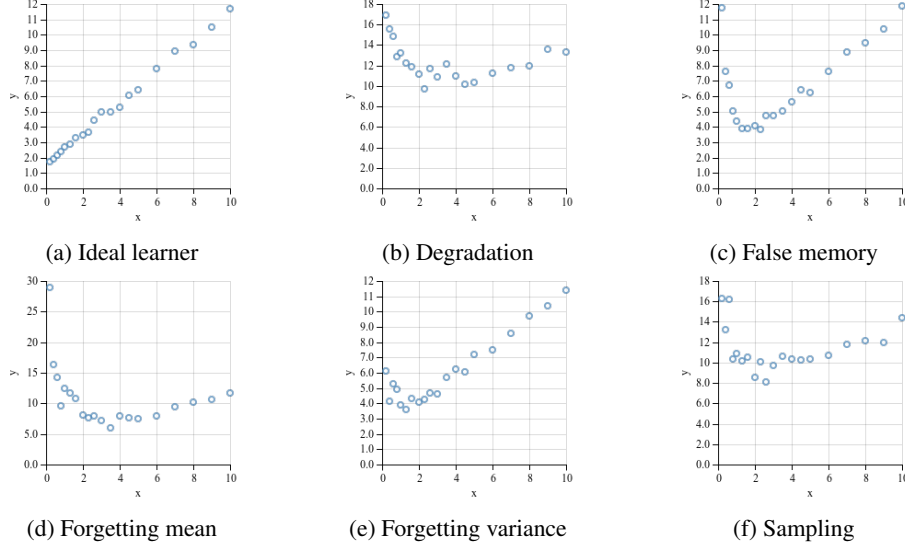 12
11
10
9.0
8.0
7.0
6.0
5.0
4.0
3.0
2.0
1.0
0.0
y
0 2 4 6 8 10
x
(a) Ideal learner
18
16
14
12
10
8.0
6.0
4.0
2.0
0.0
y
0 2 4 6 8 10
x
(b) Degradation
12
11
10
9.0
8.0
7.0
6.0
5.0
4.0
3.0
2.0
1.0
0.0
y
0 2 4 6 8 10
x
(c) False memory
30
25
20
15
10
5.0
0.0
y
0 2 4 6 8 10
x
(d) Forgetting mean
12
11
10
9.0
8.0
7.0
6.0
5.0
4.0
3.0
2.0
1.0
0.0
y
0 2 4 6 8 10
x
(e) Forgetting variance
18
16
14
12
10
8.0
6.0
4.0
2.0
0.0
y
0 2 4 6 8 10
x
(f) Sampling